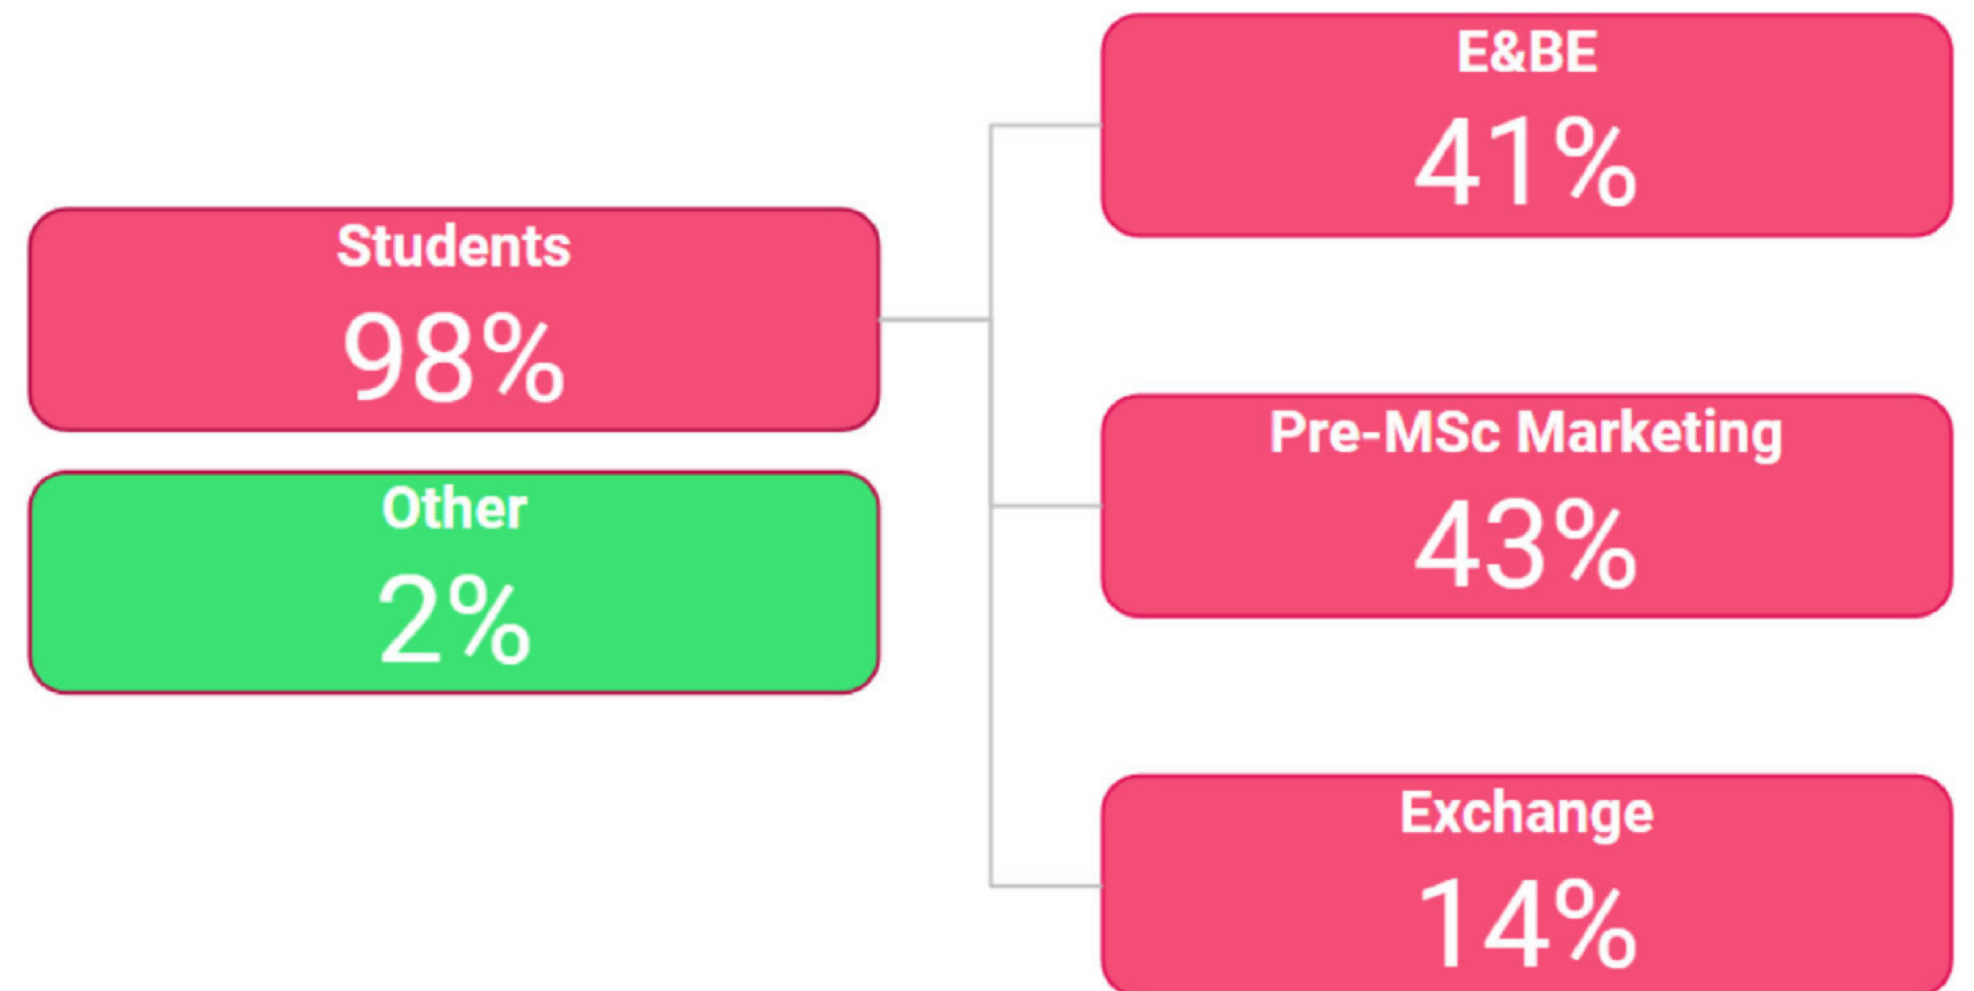 Students
98%
Other
2%
E&BE
41%
Pre-MSc Marketing
43%
Exchange
14%